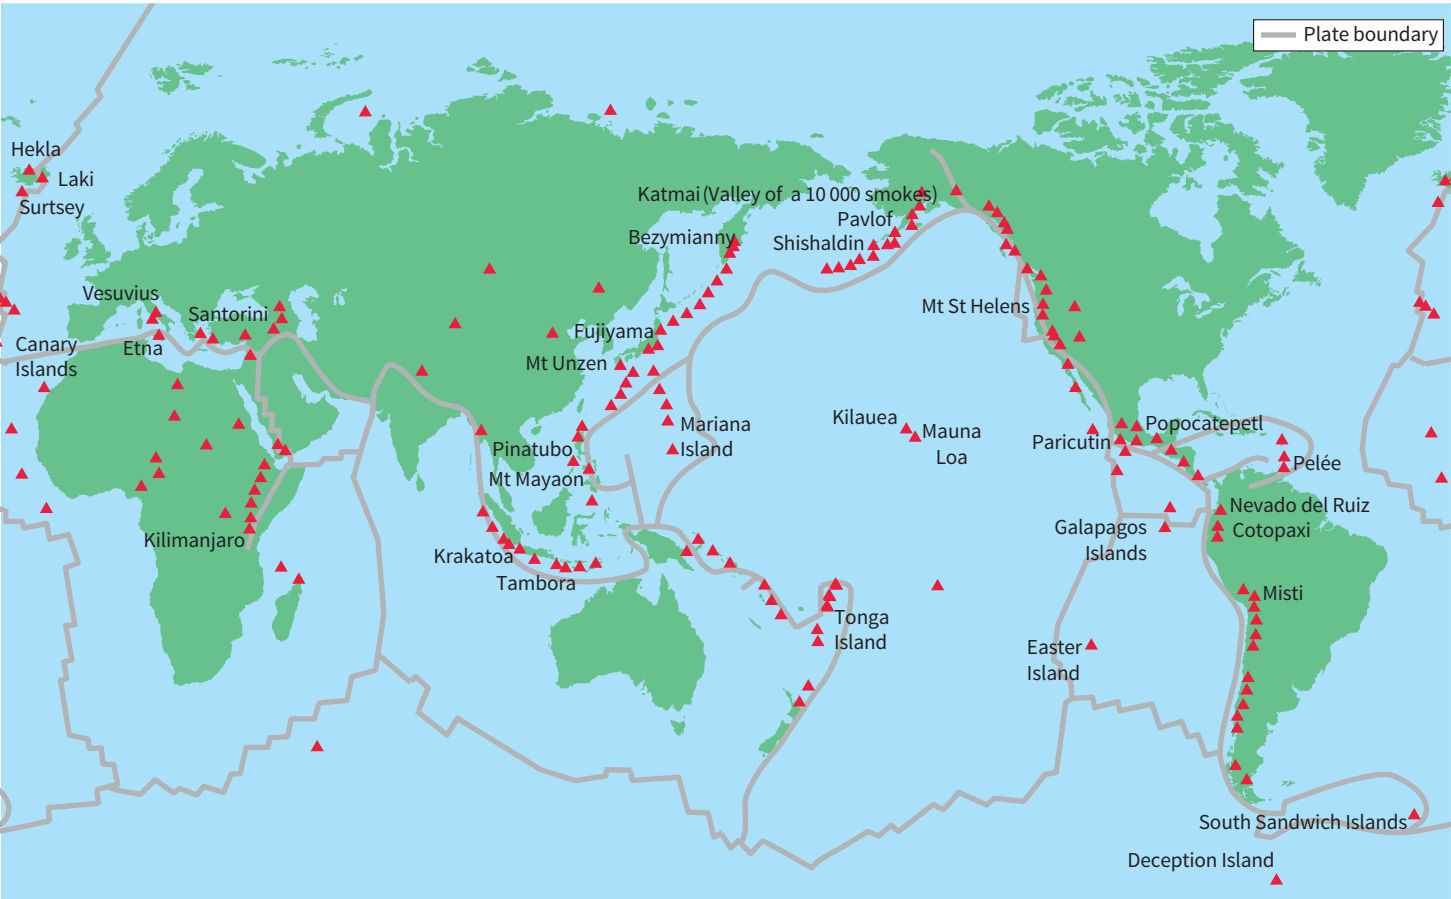 Plate boundary
Hekla
Laki
Surtsey
Katmai (Valley of a 10 000 smokes)
Pavlof
Bezymianny
Shishaldin
Vesuvius
Santorini
Mt St Helens
Fujiyama
Canary
Islands
Etna
Mt Unzen
Kilauea
Mauna
Loa
Mariana
Island
Popocatepetl
Paricutin
Pinatubo
Pelée
Mt Mayaon
Nevado del Ruiz
Galapagos
Islands
Cotopaxi
Kilimanjaro
Krakatoa
Tambora
Misti
Tonga
Island
Easter
Island
South Sandwich Islands
Deception Island